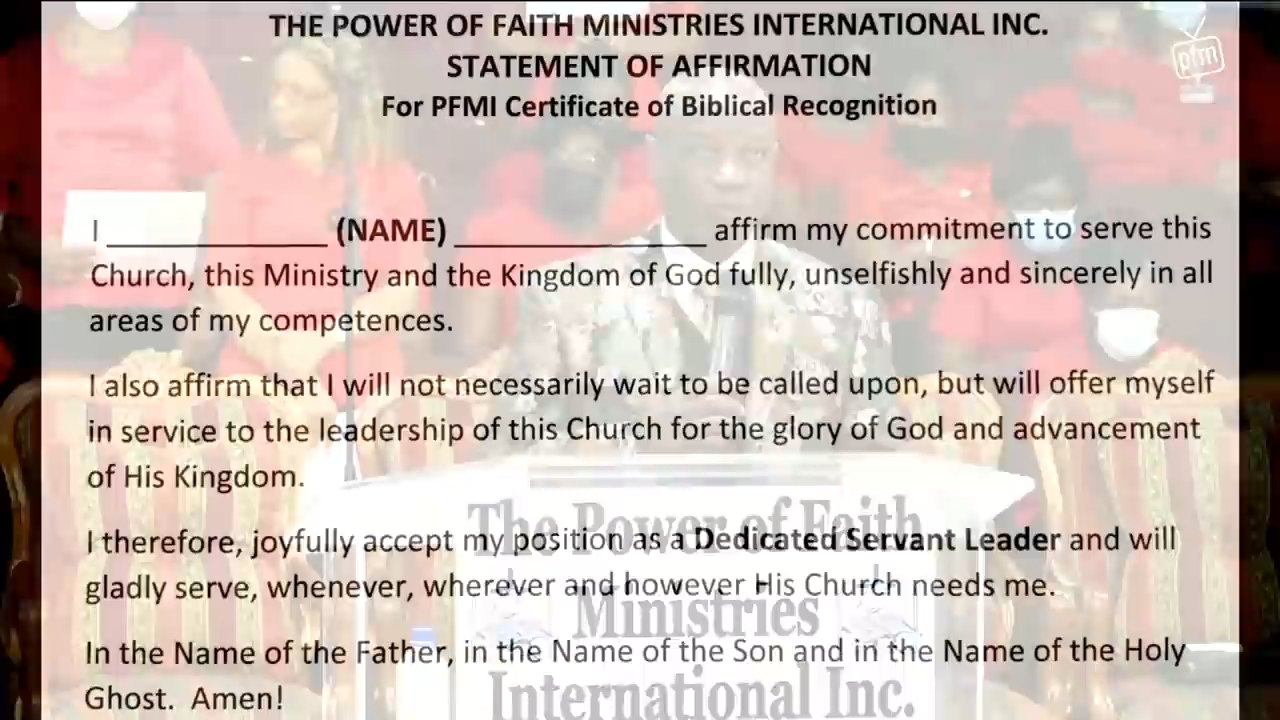 THE POWER OF FAITH MINISTRIES INTERNATIONAL INC.
STATEMENT OF AFFIRMATION
For PFMI Certificate of Biblical Recognition
pfm
I _____________ (NAME) _______________ affirm my commitment to serve this
Church, this Ministry and the Kingdom of God fully, unselfishly and sincerely in all
areas of my competences.
I also affirm that I will not necessarily wait to be called upon, but will offer myself
in service to the leadership of this Church for the glory of God and advancement
of His Kingdom.
I therefore, joyfully accept my position as a Dedicated Servant Leader and will
gladly serve, whenever, wherever and however His Church needs me.
In the Name of the Father, in the Name of the Son and in the Name of the Holy
Ghost. Amen!
The Power of Faith
Ministries
International Inc.